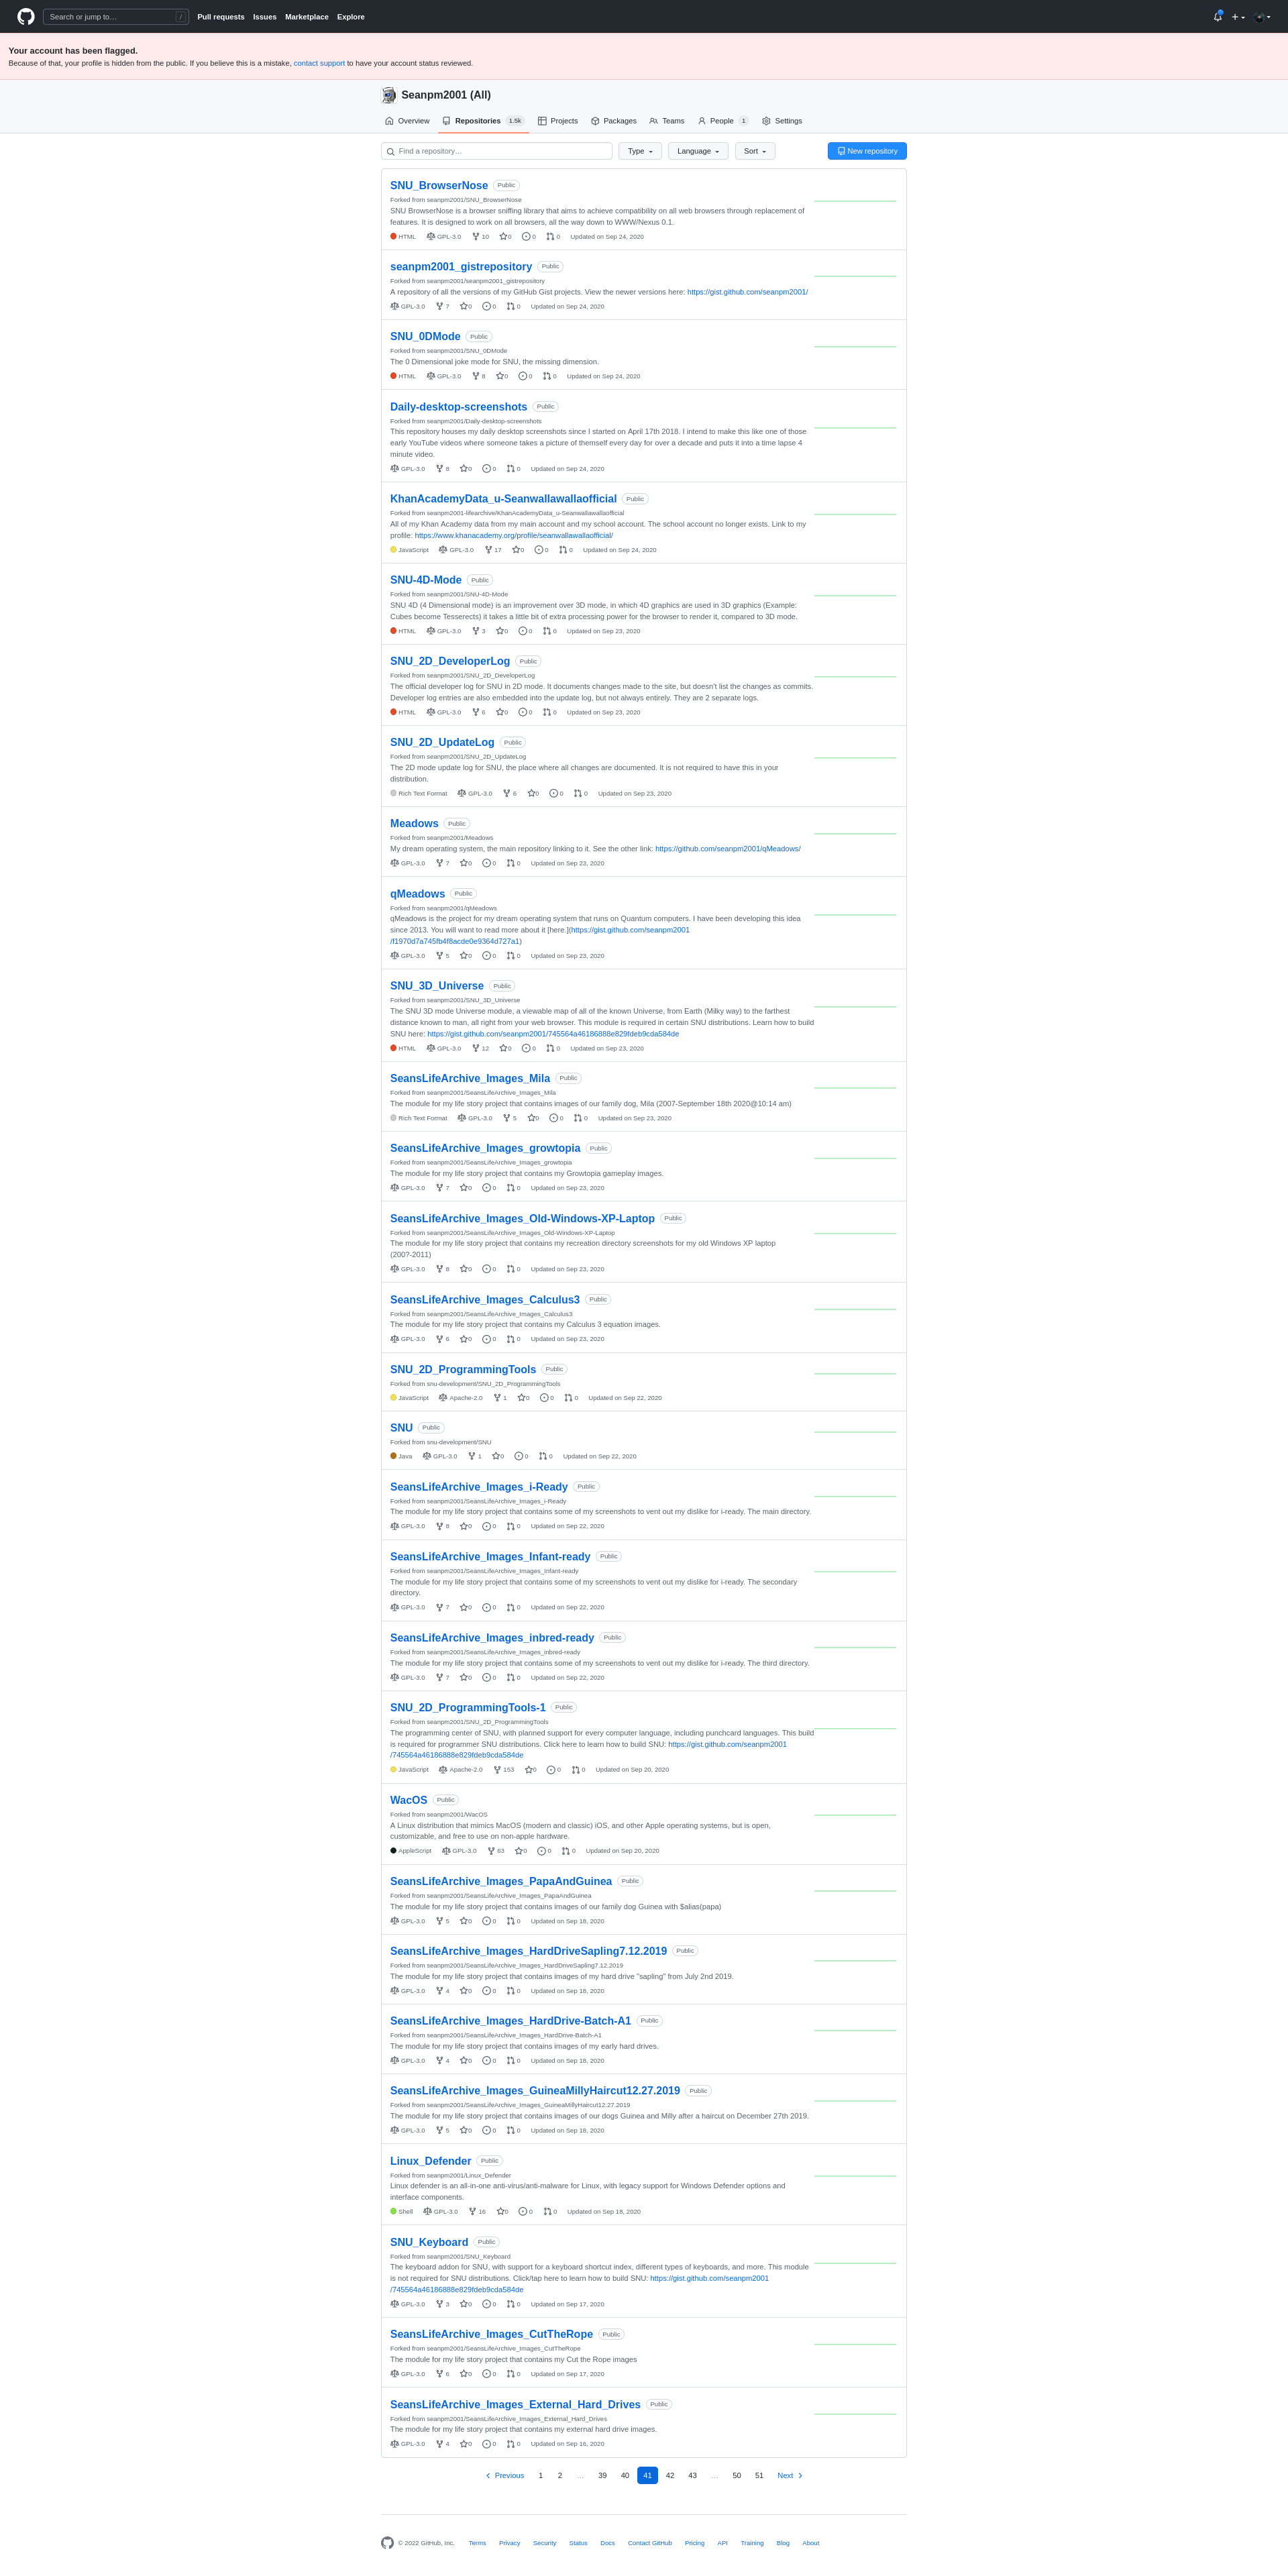 Search or jump to… /
Pull requests Issues Marketplace Explore
Your account has been flagged.
Because of that, your profile is hidden from the public. If you believe this is a mistake, contact support to have your account status reviewed.
Seanpm2001 (All)
Overview Repositories 1.5k Projects Packages Teams People 1 Settings
Find a repository… Type Language Sort New repository
SNU_BrowserNose Public
Forked from seanpm2001/SNU_BrowserNose
SNU BrowserNose is a browser sniffing library that aims to achieve compatibility on all web browsers through replacement of
features. It is designed to work on all browsers, all the way down to WWW/Nexus 0.1.
HTML GPL-3.0 10 0 0 0 Updated on Sep 24, 2020
seanpm2001_gistrepository Public
Forked from seanpm2001/seanpm2001_gistrepository
A repository of all the versions of my GitHub Gist projects. View the newer versions here: https://gist.github.com/seanpm2001/
GPL-3.0 7 0 0 0 Updated on Sep 24, 2020
SNU_0DMode Public
Forked from seanpm2001/SNU_0DMode
The 0 Dimensional joke mode for SNU, the missing dimension.
HTML GPL-3.0 8 0 0 0 Updated on Sep 24, 2020
Daily-desktop-screenshots Public
Forked from seanpm2001/Daily-desktop-screenshots
This repository houses my daily desktop screenshots since I started on April 17th 2018. I intend to make this like one of those
early YouTube videos where someone takes a picture of themself every day for over a decade and puts it into a time lapse 4
minute video.
GPL-3.0 8 0 0 0 Updated on Sep 24, 2020
KhanAcademyData_u-Seanwallawallaofficial Public
Forked from seanpm2001-lifearchive/KhanAcademyData_u-Seanwallawallaofficial
All of my Khan Academy data from my main account and my school account. The school account no longer exists. Link to my
profile: https://www.khanacademy.org/profile/seanwallawallaofficial/
JavaScript GPL-3.0 17 0 0 0 Updated on Sep 24, 2020
SNU-4D-Mode Public
Forked from seanpm2001/SNU-4D-Mode
SNU 4D (4 Dimensional mode) is an improvement over 3D mode, in which 4D graphics are used in 3D graphics (Example:
Cubes become Tesserects) it takes a little bit of extra processing power for the browser to render it, compared to 3D mode.
HTML GPL-3.0 3 0 0 0 Updated on Sep 23, 2020
SNU_2D_DeveloperLog Public
Forked from seanpm2001/SNU_2D_DeveloperLog
The official developer log for SNU in 2D mode. It documents changes made to the site, but doesn't list the changes as commits.
Developer log entries are also embedded into the update log, but not always entirely. They are 2 separate logs.
HTML GPL-3.0 6 0 0 0 Updated on Sep 23, 2020
SNU_2D_UpdateLog Public
Forked from seanpm2001/SNU_2D_UpdateLog
The 2D mode update log for SNU, the place where all changes are documented. It is not required to have this in your
distribution.
Rich Text Format GPL-3.0 6 0 0 0 Updated on Sep 23, 2020
Meadows Public
Forked from seanpm2001/Meadows
My dream operating system, the main repository linking to it. See the other link: https://github.com/seanpm2001/qMeadows/
GPL-3.0 7 0 0 0 Updated on Sep 23, 2020
qMeadows Public
Forked from seanpm2001/qMeadows
qMeadows is the project for my dream operating system that runs on Quantum computers. I have been developing this idea
since 2013. You will want to read more about it [here.](https://gist.github.com/seanpm2001
/f1970d7a745fb4f8acde0e9364d727a1)
GPL-3.0 5 0 0 0 Updated on Sep 23, 2020
SNU_3D_Universe Public
Forked from seanpm2001/SNU_3D_Universe
The SNU 3D mode Universe module, a viewable map of all of the known Universe, from Earth (Milky way) to the farthest
distance known to man, all right from your web browser. This module is required in certain SNU distributions. Learn how to build
SNU here: https://gist.github.com/seanpm2001/745564a46186888e829fdeb9cda584de
HTML GPL-3.0 12 0 0 0 Updated on Sep 23, 2020
SeansLifeArchive_Images_Mila Public
Forked from seanpm2001/SeansLifeArchive_Images_Mila
The module for my life story project that contains images of our family dog, Mila (2007-September 18th 2020@10:14 am)
Rich Text Format GPL-3.0 5 0 0 0 Updated on Sep 23, 2020
SeansLifeArchive_Images_growtopia Public
Forked from seanpm2001/SeansLifeArchive_Images_growtopia
The module for my life story project that contains my Growtopia gameplay images.
GPL-3.0 7 0 0 0 Updated on Sep 23, 2020
SeansLifeArchive_Images_Old-Windows-XP-Laptop Public
Forked from seanpm2001/SeansLifeArchive_Images_Old-Windows-XP-Laptop
The module for my life story project that contains my recreation directory screenshots for my old Windows XP laptop
(200?-2011)
GPL-3.0 8 0 0 0 Updated on Sep 23, 2020
SeansLifeArchive_Images_Calculus3 Public
Forked from seanpm2001/SeansLifeArchive_Images_Calculus3
The module for my life story project that contains my Calculus 3 equation images.
GPL-3.0 6 0 0 0 Updated on Sep 23, 2020
SNU_2D_ProgrammingTools Public
Forked from snu-development/SNU_2D_ProgrammingTools
JavaScript Apache-2.0 1 0 0 0 Updated on Sep 22, 2020
SNU Public
Forked from snu-development/SNU
Java GPL-3.0 1 0 0 0 Updated on Sep 22, 2020
SeansLifeArchive_Images_i-Ready Public
Forked from seanpm2001/SeansLifeArchive_Images_i-Ready
The module for my life story project that contains some of my screenshots to vent out my dislike for i-ready. The main directory.
GPL-3.0 8 0 0 0 Updated on Sep 22, 2020
SeansLifeArchive_Images_Infant-ready Public
Forked from seanpm2001/SeansLifeArchive_Images_Infant-ready
The module for my life story project that contains some of my screenshots to vent out my dislike for i-ready. The secondary
directory.
GPL-3.0 7 0 0 0 Updated on Sep 22, 2020
SeansLifeArchive_Images_inbred-ready Public
Forked from seanpm2001/SeansLifeArchive_Images_inbred-ready
The module for my life story project that contains some of my screenshots to vent out my dislike for i-ready. The third directory.
GPL-3.0 7 0 0 0 Updated on Sep 22, 2020
SNU_2D_ProgrammingTools-1 Public
Forked from seanpm2001/SNU_2D_ProgrammingTools
The programming center of SNU, with planned support for every computer language, including punchcard languages. This build
is required for programmer SNU distributions. Click here to learn how to build SNU: https://gist.github.com/seanpm2001
/745564a46186888e829fdeb9cda584de
JavaScript Apache-2.0 153 0 0 0 Updated on Sep 20, 2020
WacOS Public
Forked from seanpm2001/WacOS
A Linux distribution that mimics MacOS (modern and classic) iOS, and other Apple operating systems, but is open,
customizable, and free to use on non-apple hardware.
AppleScript GPL-3.0 63 0 0 0 Updated on Sep 20, 2020
SeansLifeArchive_Images_PapaAndGuinea Public
Forked from seanpm2001/SeansLifeArchive_Images_PapaAndGuinea
The module for my life story project that contains images of our family dog Guinea with $alias(papa)
GPL-3.0 5 0 0 0 Updated on Sep 18, 2020
SeansLifeArchive_Images_HardDriveSapling7.12.2019 Public
Forked from seanpm2001/SeansLifeArchive_Images_HardDriveSapling7.12.2019
The module for my life story project that contains images of my hard drive "sapling" from July 2nd 2019.
GPL-3.0 4 0 0 0 Updated on Sep 18, 2020
SeansLifeArchive_Images_HardDrive-Batch-A1 Public
Forked from seanpm2001/SeansLifeArchive_Images_HardDrive-Batch-A1
The module for my life story project that contains images of my early hard drives.
GPL-3.0 4 0 0 0 Updated on Sep 18, 2020
SeansLifeArchive_Images_GuineaMillyHaircut12.27.2019 Public
Forked from seanpm2001/SeansLifeArchive_Images_GuineaMillyHaircut12.27.2019
The module for my life story project that contains images of our dogs Guinea and Milly after a haircut on December 27th 2019.
GPL-3.0 5 0 0 0 Updated on Sep 18, 2020
Linux_Defender Public
Forked from seanpm2001/Linux_Defender
Linux defender is an all-in-one anti-virus/anti-malware for Linux, with legacy support for Windows Defender options and
interface components.
Shell GPL-3.0 16 0 0 0 Updated on Sep 18, 2020
SNU_Keyboard Public
Forked from seanpm2001/SNU_Keyboard
The keyboard addon for SNU, with support for a keyboard shortcut index, different types of keyboards, and more. This module
is not required for SNU distributions. Click/tap here to learn how to build SNU: https://gist.github.com/seanpm2001
/745564a46186888e829fdeb9cda584de
GPL-3.0 3 0 0 0 Updated on Sep 17, 2020
SeansLifeArchive_Images_CutTheRope Public
Forked from seanpm2001/SeansLifeArchive_Images_CutTheRope
The module for my life story project that contains my Cut the Rope images
GPL-3.0 6 0 0 0 Updated on Sep 17, 2020
SeansLifeArchive_Images_External_Hard_Drives Public
Forked from seanpm2001/SeansLifeArchive_Images_External_Hard_Drives
The module for my life story project that contains my external hard drive images.
GPL-3.0 4 0 0 0 Updated on Sep 16, 2020
Previous 1 2 … 39 40 41 42 43 … 50 51 Next
© 2022 GitHub, Inc. Terms Privacy Security Status Docs Contact GitHub Pricing API Training Blog About